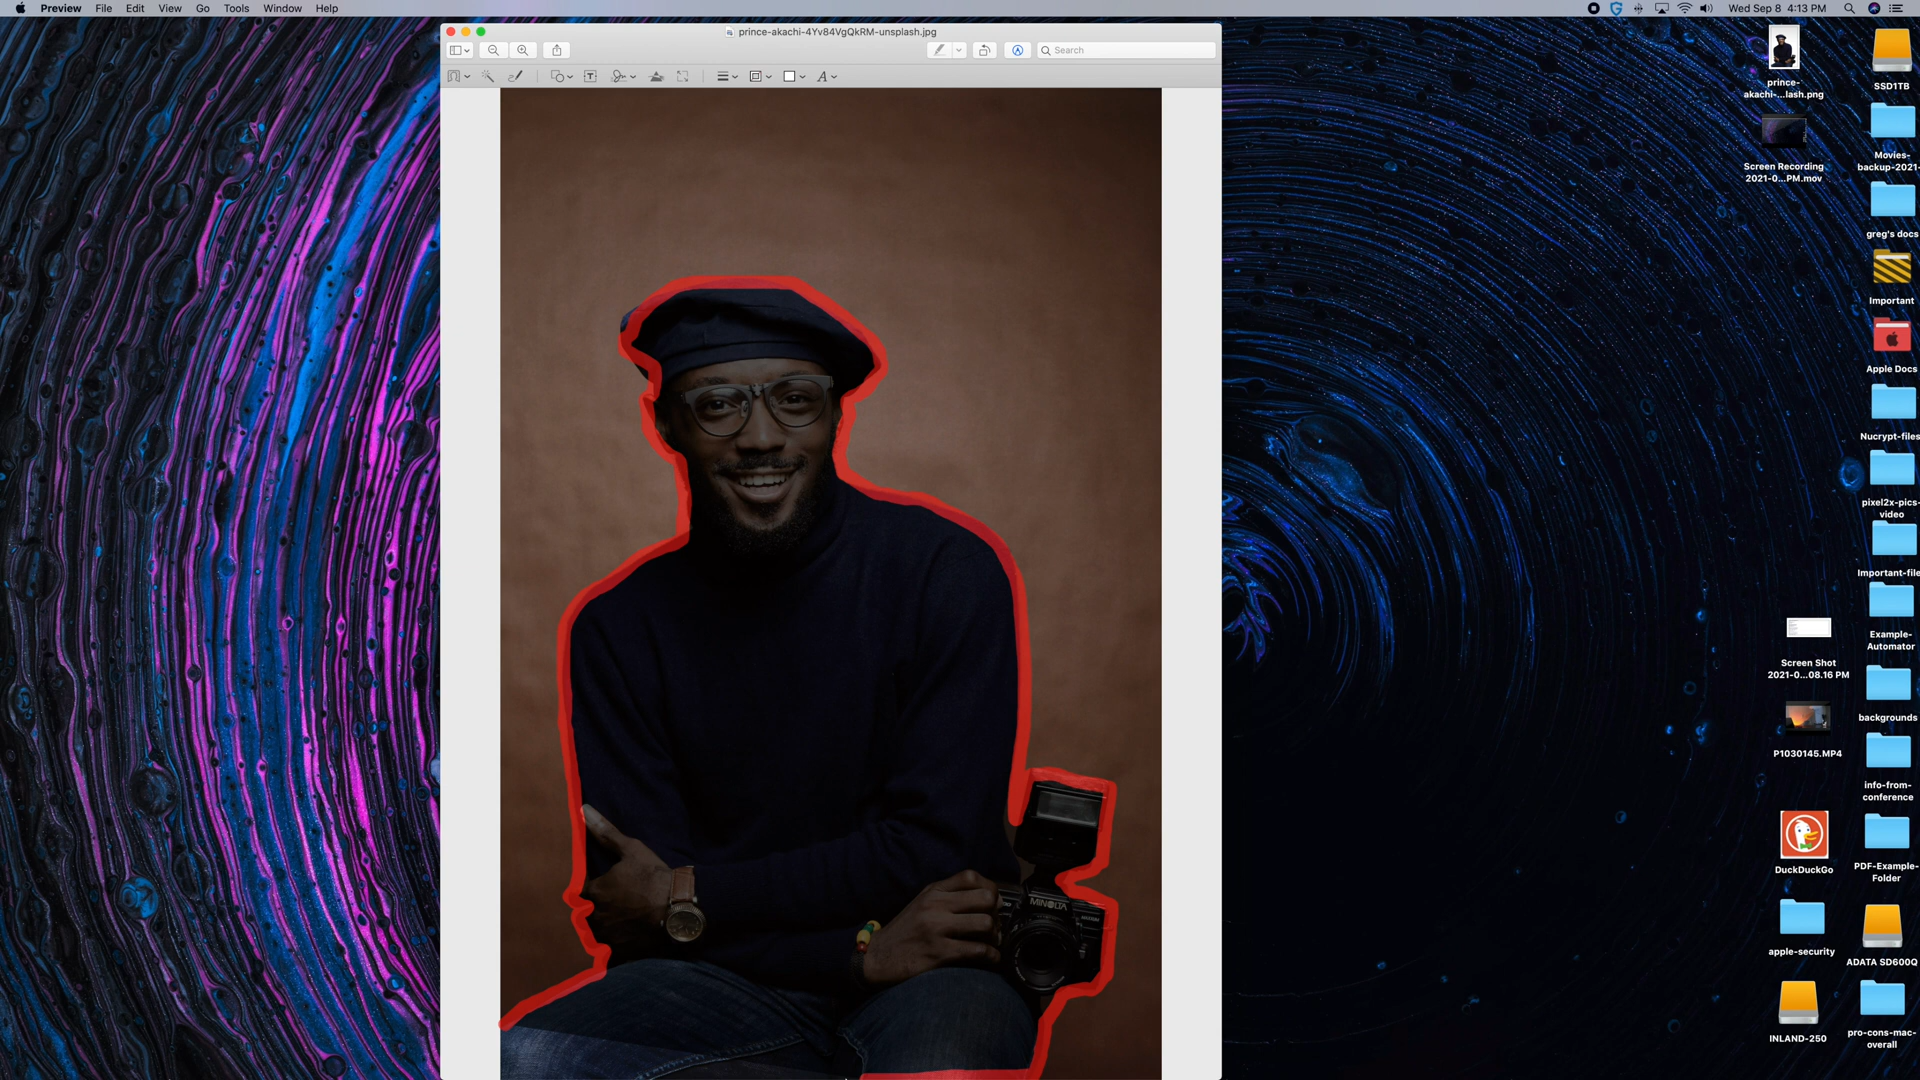 Preview File Edit View Go Tools Window Help
Wed Sep 8 4:13 PM
prince-akachi-4Yv84VgQkRM-unsplash.jpg
Search
MINOLTA
prince-
akachi-...lash.png
Screen Recording
2021-0...PM.mov
Screen Shot
2021-0...08.16 PM
P1030145.MP4
DuckDuckGo
apple-security
INLAND-250
SSD1TB
Movies-
backup-2021-
greg's docs
Important
Apple Docs
Nucrypt-files
pixel2x-pics-
video
Important-file
Example-
Automator
backgrounds
info-from-
conference
PDF-Example-
Folder
ADATA SD600Q
pro-cons-mac-
overall